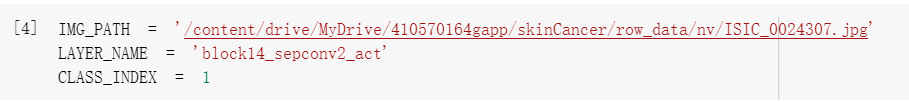 [4] IMG_PATH = '/content/drive/MyDrive/410570164gapp/skinCancer/row_data/nv/ISIC_0024307.jpg'
LAYER_NAME = 'block14_sepconv2_act'
CLASS_INDEX = 1